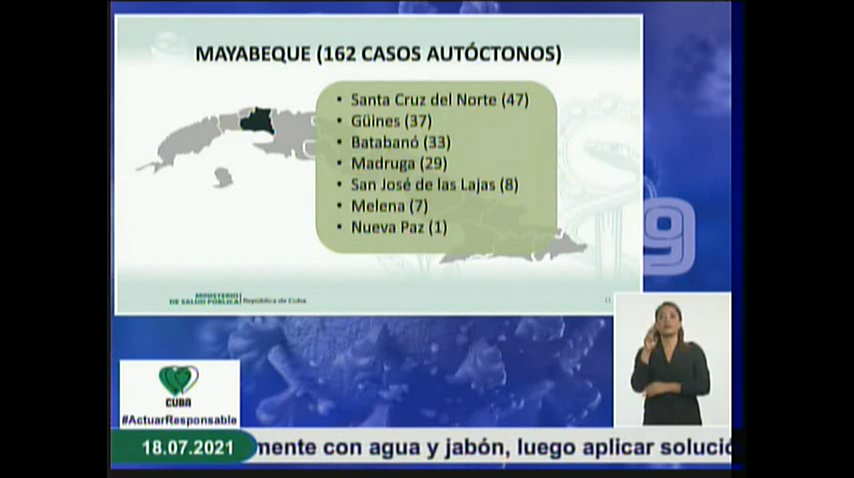 MAYABEQUE (162 CASOS AUTÓCTONOS)
• Santa Cruz del Norte (47)
• Güines (37)
• Batabanó (33)
• Madruga (29)
• San José de las Lajas (8)
• Melena (7)
• Nueva Paz (1)
9
MINISTERIO
DE SALUD PÚBLICA República de Cuba
11
CUBA
#ActuarResponsable
18.07.2021 mente con agua y jabón, luego aplicar solució